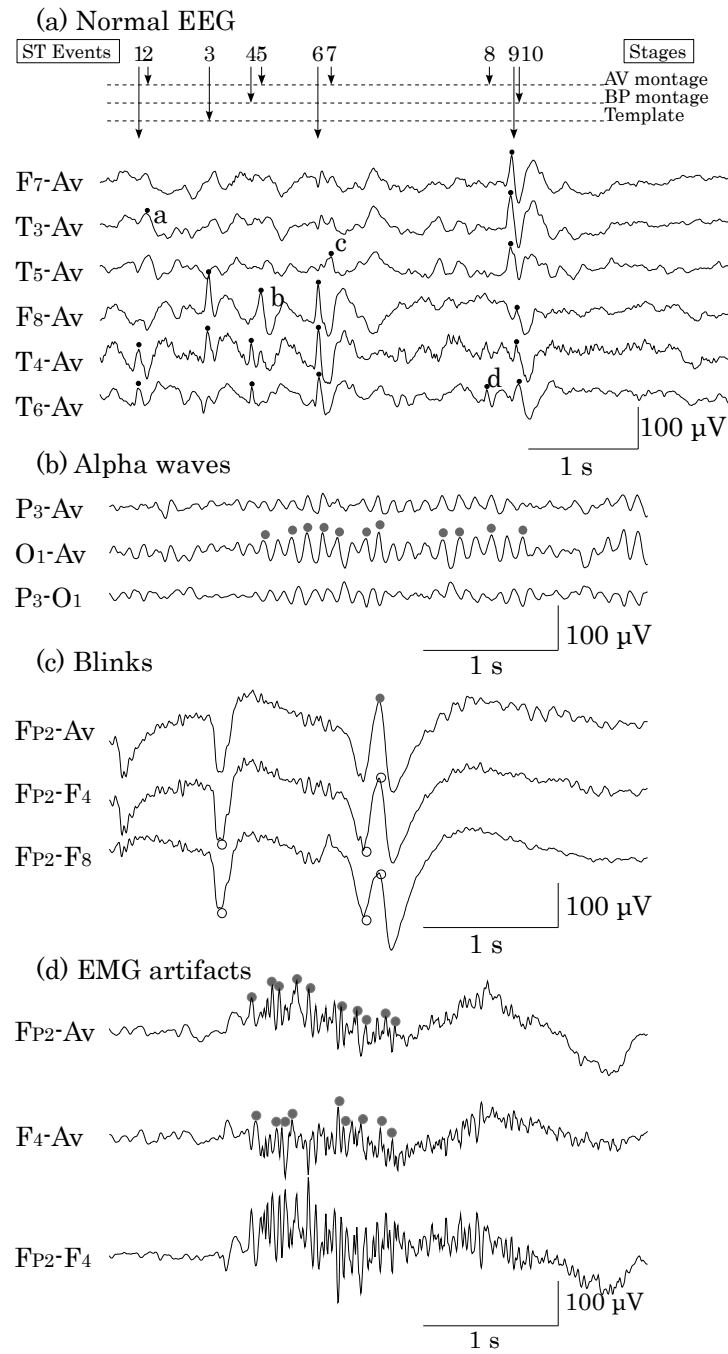 (a) Normal EEG
ST Events 12 3 45 67 8 910 Stages
AV montage
BP montage
Template
F7-Av
T3-Av a
c
T5-Av
b
F8-Av
T4-Av
d
T6-Av
100 μV
1 s
(b) Alpha waves
P3-Av
O1-Av
P3-O1
100 μV
1 s
(c) Blinks
FP2-Av
FP2-F4
FP2-F8
100 μV
1 s
(d) EMG artifacts
FP2-Av
F4-Av
FP2-F4
100 μV
1 s